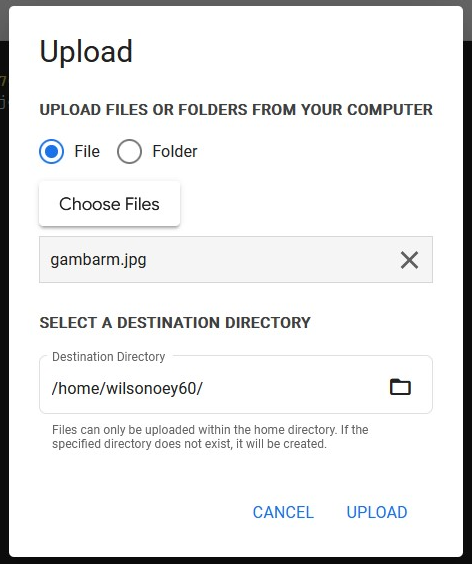 Upload
UPLOAD FILES OR FOLDERS FROM YOUR COMPUTER
File Folder
Choose Files
gambarm.jpg
SELECT A DESTINATION DIRECTORY
Destination Directory
/home/wilsonoey60/
Files can only be uploaded within the home directory. If the
specified directory does not exist, it will be created.
CANCEL UPLOAD